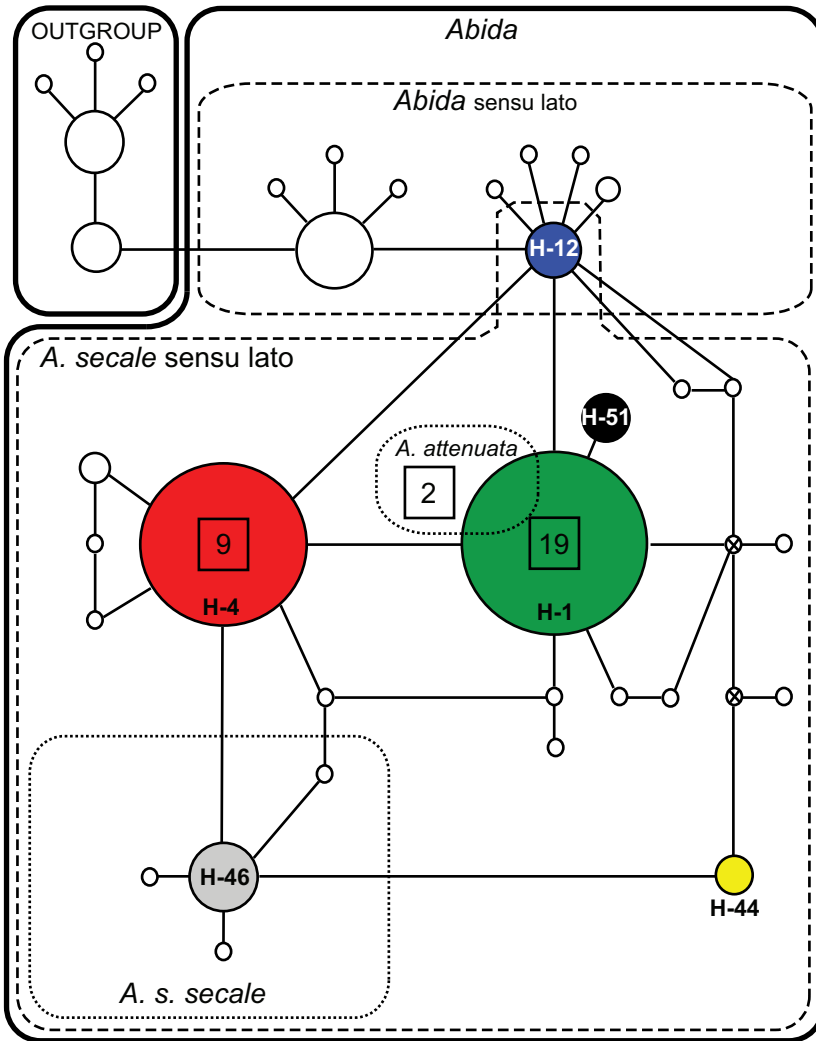 OUTGROUP
Abida
Abida sensu lato
H-12
A. secale sensu lato
H-51
A. attenuata
2
9
19
H-4
H-1
H-46
H-44
A. s. secale